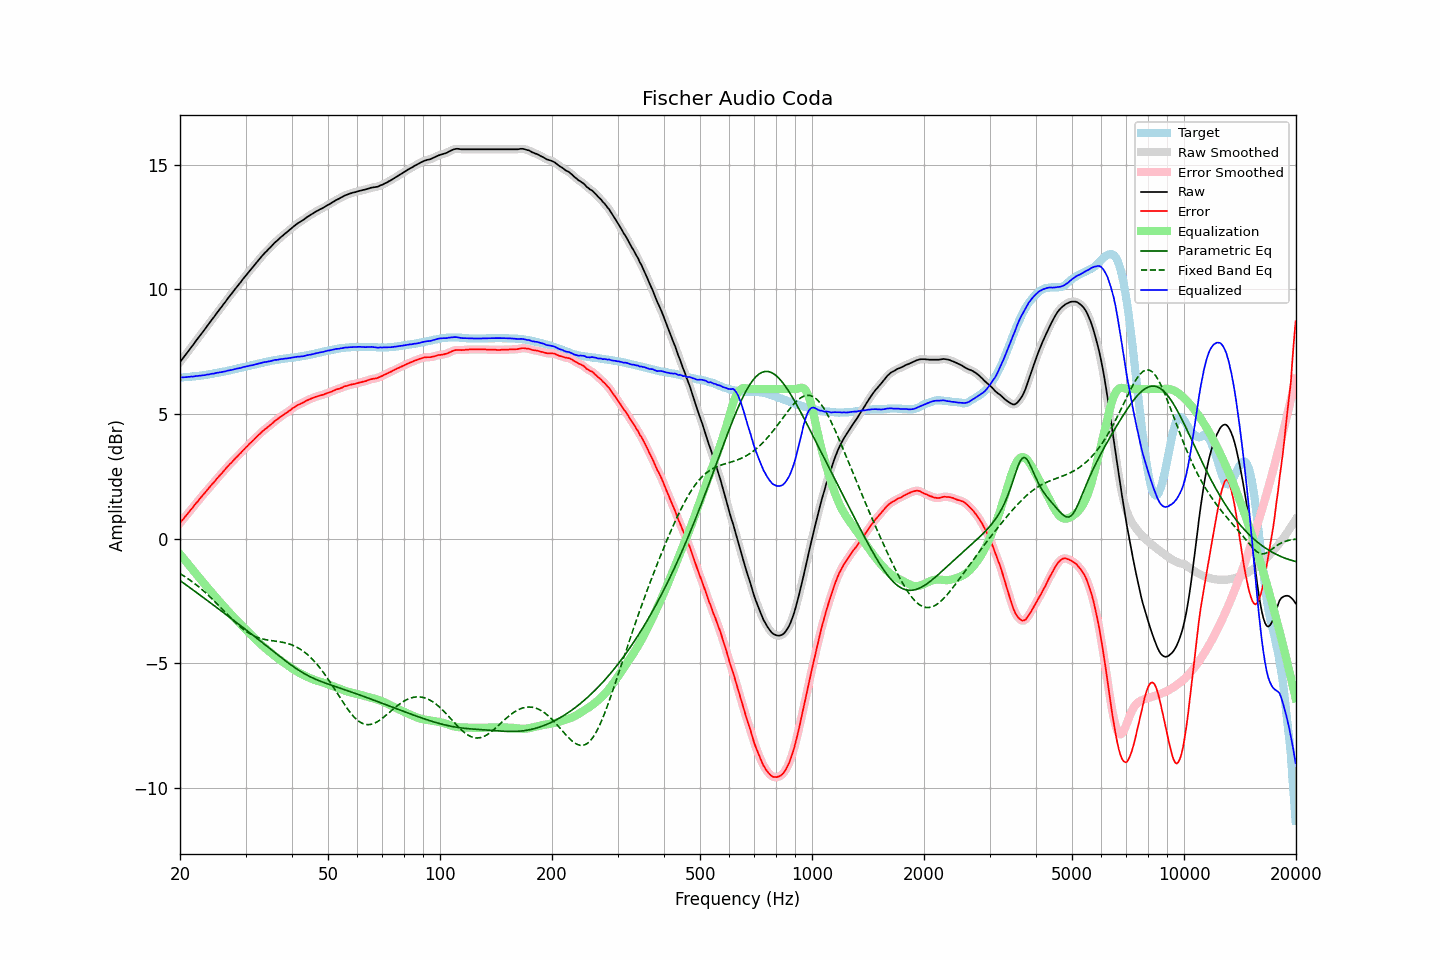 Fischer Audio Coda
Target
Raw Smoothed
Error Smoothed
Raw
Error
Equalization
Parametric Eq
Fixed Band Eq
Equalized
Amplitude (dBr)
15
10
5
0
−5
−10
20 50 100 200 500 1000 2000 5000 10000 20000
Frequency (Hz)